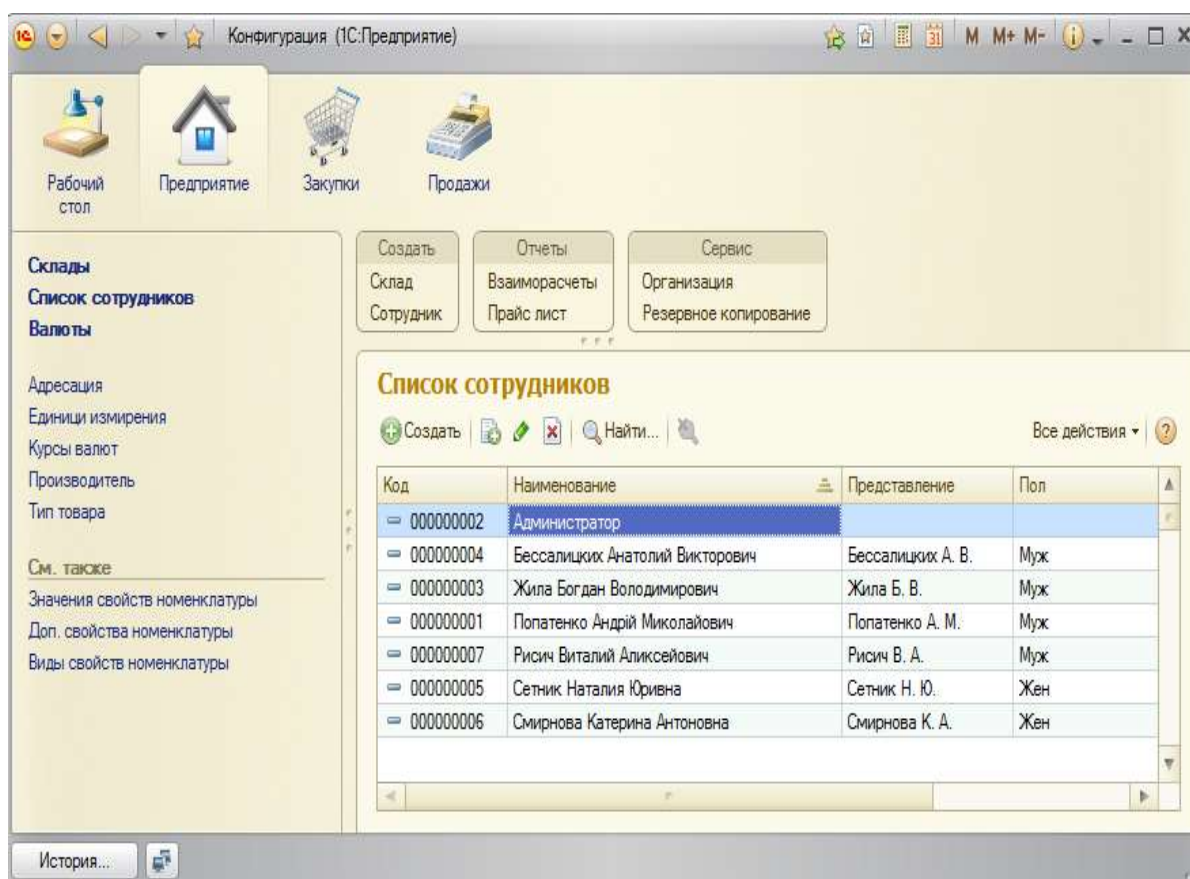 1С Конфигурация (1С:Предприятие) 31 M M+ M-
Рабочий стол
Предприятие
Закупки
Продажи
Склады
Список сотрудников
Валюты
Адресация
Единици измирения
Курсы валют
Производитель
Тип товара
См. также
Значения свойств номенклатуры
Доп. свойства номенклатуры
Виды свойств номенклатуры
Создать
Склад
Сотрудник
Отчеты
Взаиморасчеты
Прайс лист
Сервис
Организация
Резервное копирование
Список сотрудников
Создать Найти... Все действия ?
Код Наименование Представление Пол
000000002 Администратор
000000004 Бессалицких Анатолий Викторович Бессалицких А. В. Муж
000000003 Жила Богдан Володимирович Жила Б. В. Муж
000000001 Попатенко Андрій Миколайович Попатенко А. М. Муж
000000007 Рисич Виталий Аликсейович Рисич В. А. Муж
000000005 Сетник Наталия Юривна Сетник Н. Ю. Жен
000000006 Смирнова Катерина Антоновна Смирнова К. А. Жен
История...